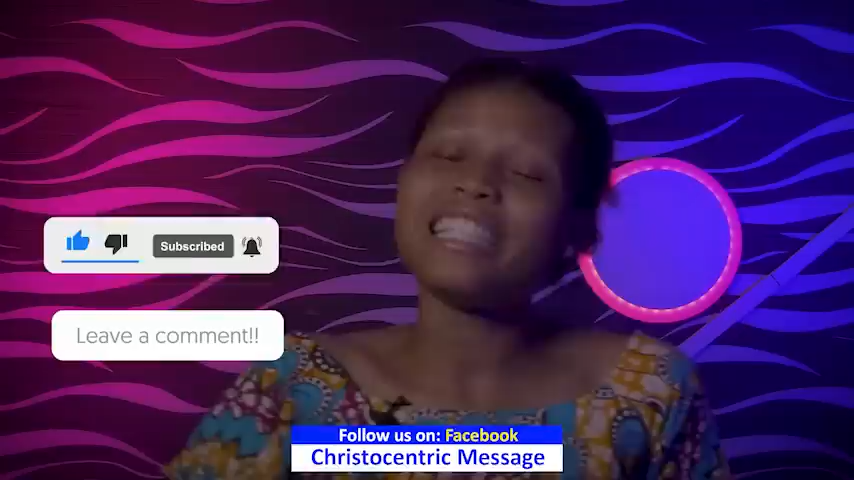 Subscribed
Leave a comment!!
Follow us on: Facebook
Christocentric Message